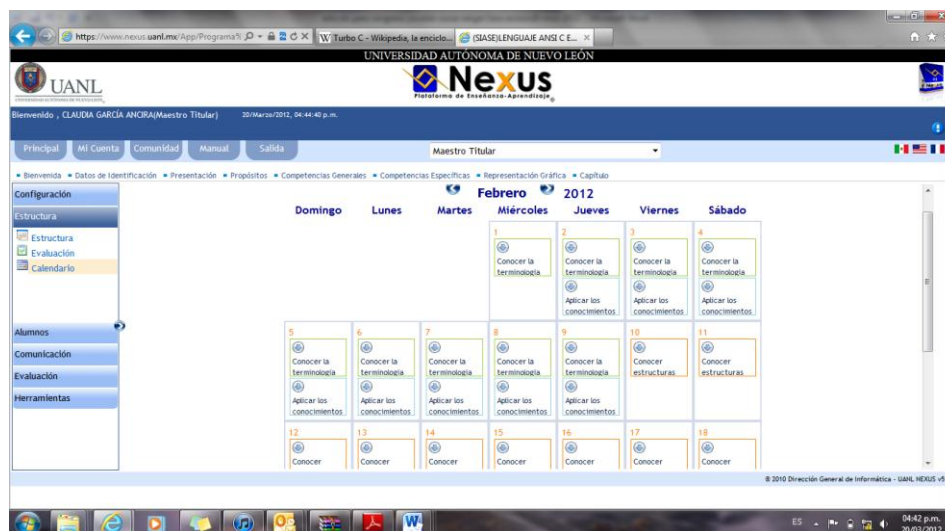 https://www.nexus.uanl.mx/App/Programa%
Turbo C - Wikipedia, la enciclo...
(SIASE)LENGUAJE ANSI C E...
UNIVERSIDAD AUTÓNOMA DE NUEVO LEÓN
UANL
Nexus
Plataforma de Enseñanza-Aprendizaje
Bienvenido , CLAUDIA GARCÍA ANCIRA(Maestro Titular) 20/Marzo/2012, 04:44:40 p.m.
Principal Mi Cuenta Comunidad Manual Salida Maestro Titular
Bienvenida Datos de Identificación Presentación Propósitos Competencias Generales Competencias Específicas Representación Gráfica Capítulo
Configuración
Estructura
Estructura
Evaluación
Calendario
Alumnos
Comunicación
Evaluación
Herramientas
Febrero 2012
Domingo Lunes Martes Miércoles Jueves Viernes Sábado
1 2 3 4
Conocer la Conocer la Conocer la Conocer la
terminología terminología terminología terminología
Aplicar los Aplicar los Aplicar los
conocimientos conocimientos conocimientos
5 6 7 8 9 10 11
Conocer la Conocer la Conocer la Conocer la Conocer la Conocer Conocer
terminología terminología terminología terminología terminología estructuras estructuras
Aplicar los Aplicar los Aplicar los Aplicar los Aplicar los
conocimientos conocimientos conocimientos conocimientos conocimientos
12 13 14 15 16 17 18
Conocer Conocer Conocer Conocer Conocer Conocer Conocer
© 2010 Dirección General de Informática - UANL NEXUS v5
ES 04:42 p.m.
20/03/2012